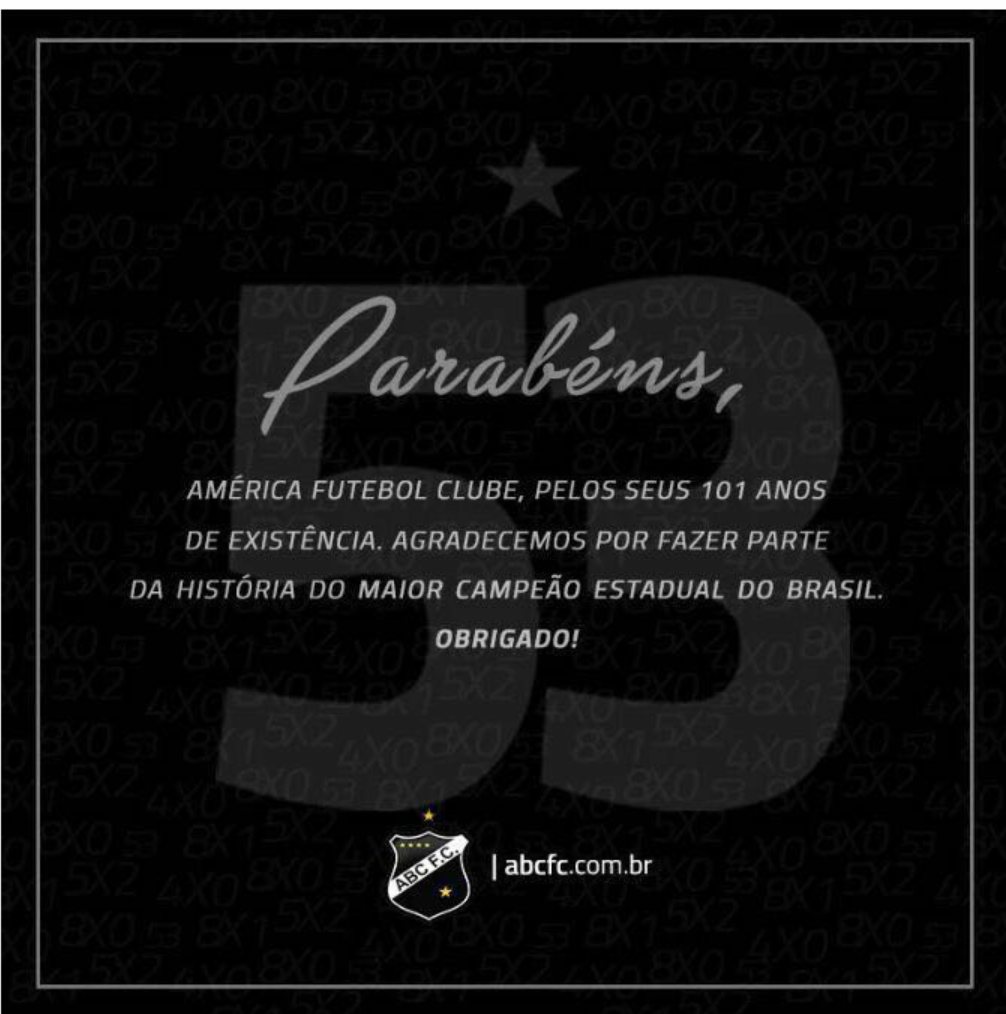 53
Parabéns,
AMÉRICA FUTEBOL CLUBE, PELOS SEUS 101 ANOS
DE EXISTÊNCIA. AGRADECEMOS POR FAZER PARTE
DA HISTÓRIA DO MAIOR CAMPEÃO ESTADUAL DO BRASIL.
OBRIGADO!
ABC F.C.
| abcfc.com.br